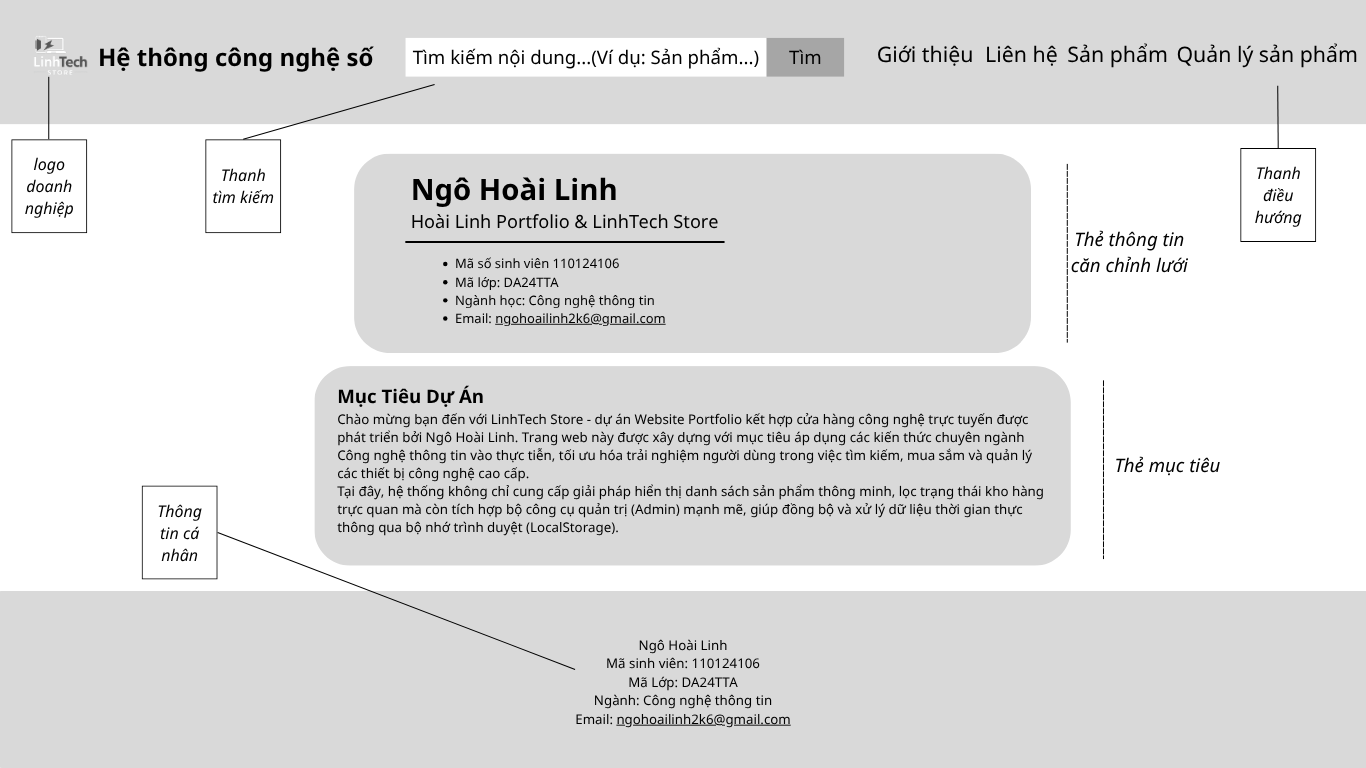 LinhTech
STORE
Hệ thông công nghệ số
Tìm kiếm nội dung...(Ví dụ: Sản phẩm...)
Tìm
Giới thiệu Liên hệ Sản phẩm Quản lý sản phẩm
logo
doanh
nghiệp
Thanh
tìm kiếm
Thanh
điều
hướng
Ngô Hoài Linh
Hoài Linh Portfolio & LinhTech Store
Mã số sinh viên 110124106
Mã lớp: DA24TTA
Ngành học: Công nghệ thông tin
Email: ngohoailinh2k6@gmail.com
Thẻ thông tin
căn chỉnh lưới
Mục Tiêu Dự Án
Chào mừng bạn đến với LinhTech Store - dự án Website Portfolio kết hợp cửa hàng công nghệ trực tuyến được
phát triển bởi Ngô Hoài Linh. Trang web này được xây dựng với mục tiêu áp dụng các kiến thức chuyên ngành
Công nghệ thông tin vào thực tiễn, tối ưu hóa trải nghiệm người dùng trong việc tìm kiếm, mua sắm và quản lý
các thiết bị công nghệ cao cấp.
Tại đây, hệ thống không chỉ cung cấp giải pháp hiển thị danh sách sản phẩm thông minh, lọc trạng thái kho hàng
trực quan mà còn tích hợp bộ công cụ quản trị (Admin) mạnh mẽ, giúp đồng bộ và xử lý dữ liệu thời gian thực
thông qua bộ nhớ trình duyệt (LocalStorage).
Thẻ mục tiêu
Thông
tin cá
nhân
Ngô Hoài Linh
Mã sinh viên: 110124106
Mã Lớp: DA24TTA
Ngành: Công nghệ thông tin
Email: ngohoailinh2k6@gmail.com